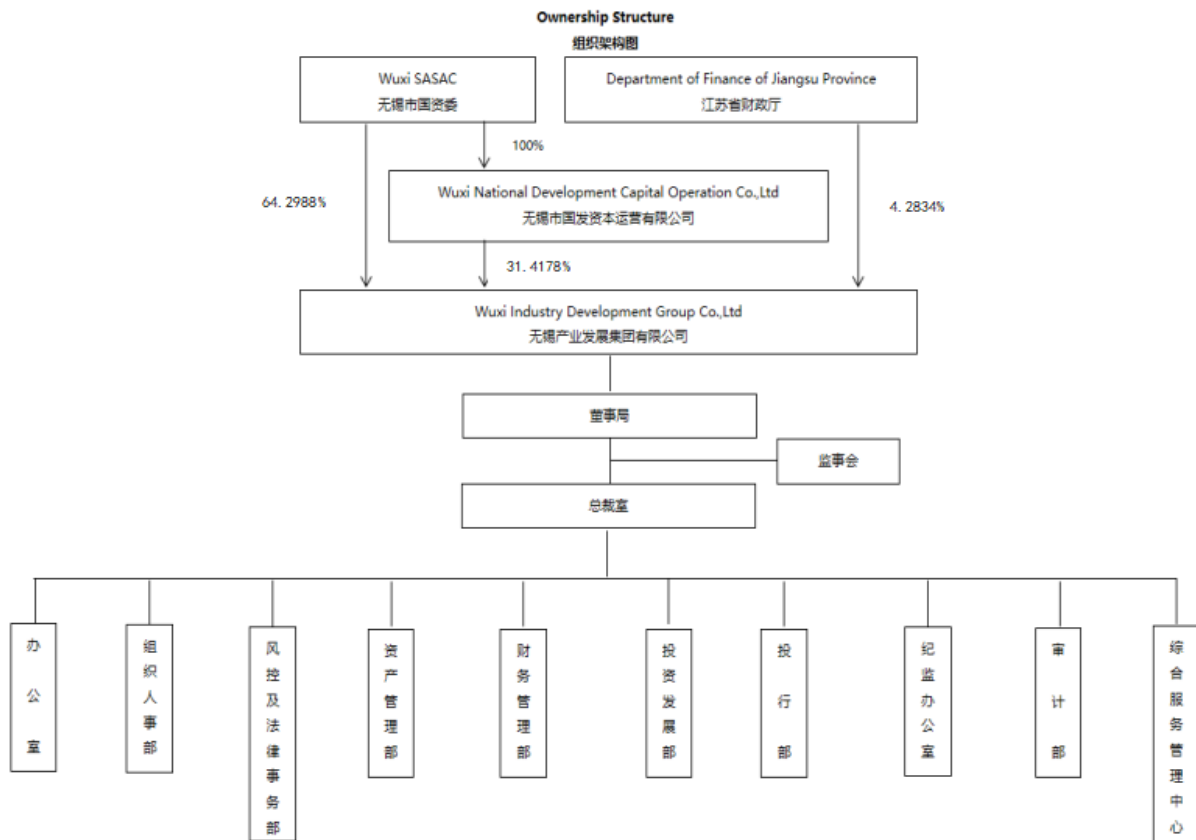 Ownership Structure
组织架构图
Wuxi SASAC
无锡市国资委
Department of Finance of Jiangsu Province
江苏省财政厅
100%
Wuxi National Development Capital Operation Co.,Ltd
无锡市国发资本运营有限公司
64.2988%
4.2834%
31.4178%
Wuxi Industry Development Group Co.,Ltd
无锡产业发展集团有限公司
董事局
监事会
总裁室
办公室
组织人事部
风控及法律事务部
资产管理部
财务管理部
投资发展部
投行部
纪监办公室
审计部
综合服务管理中心